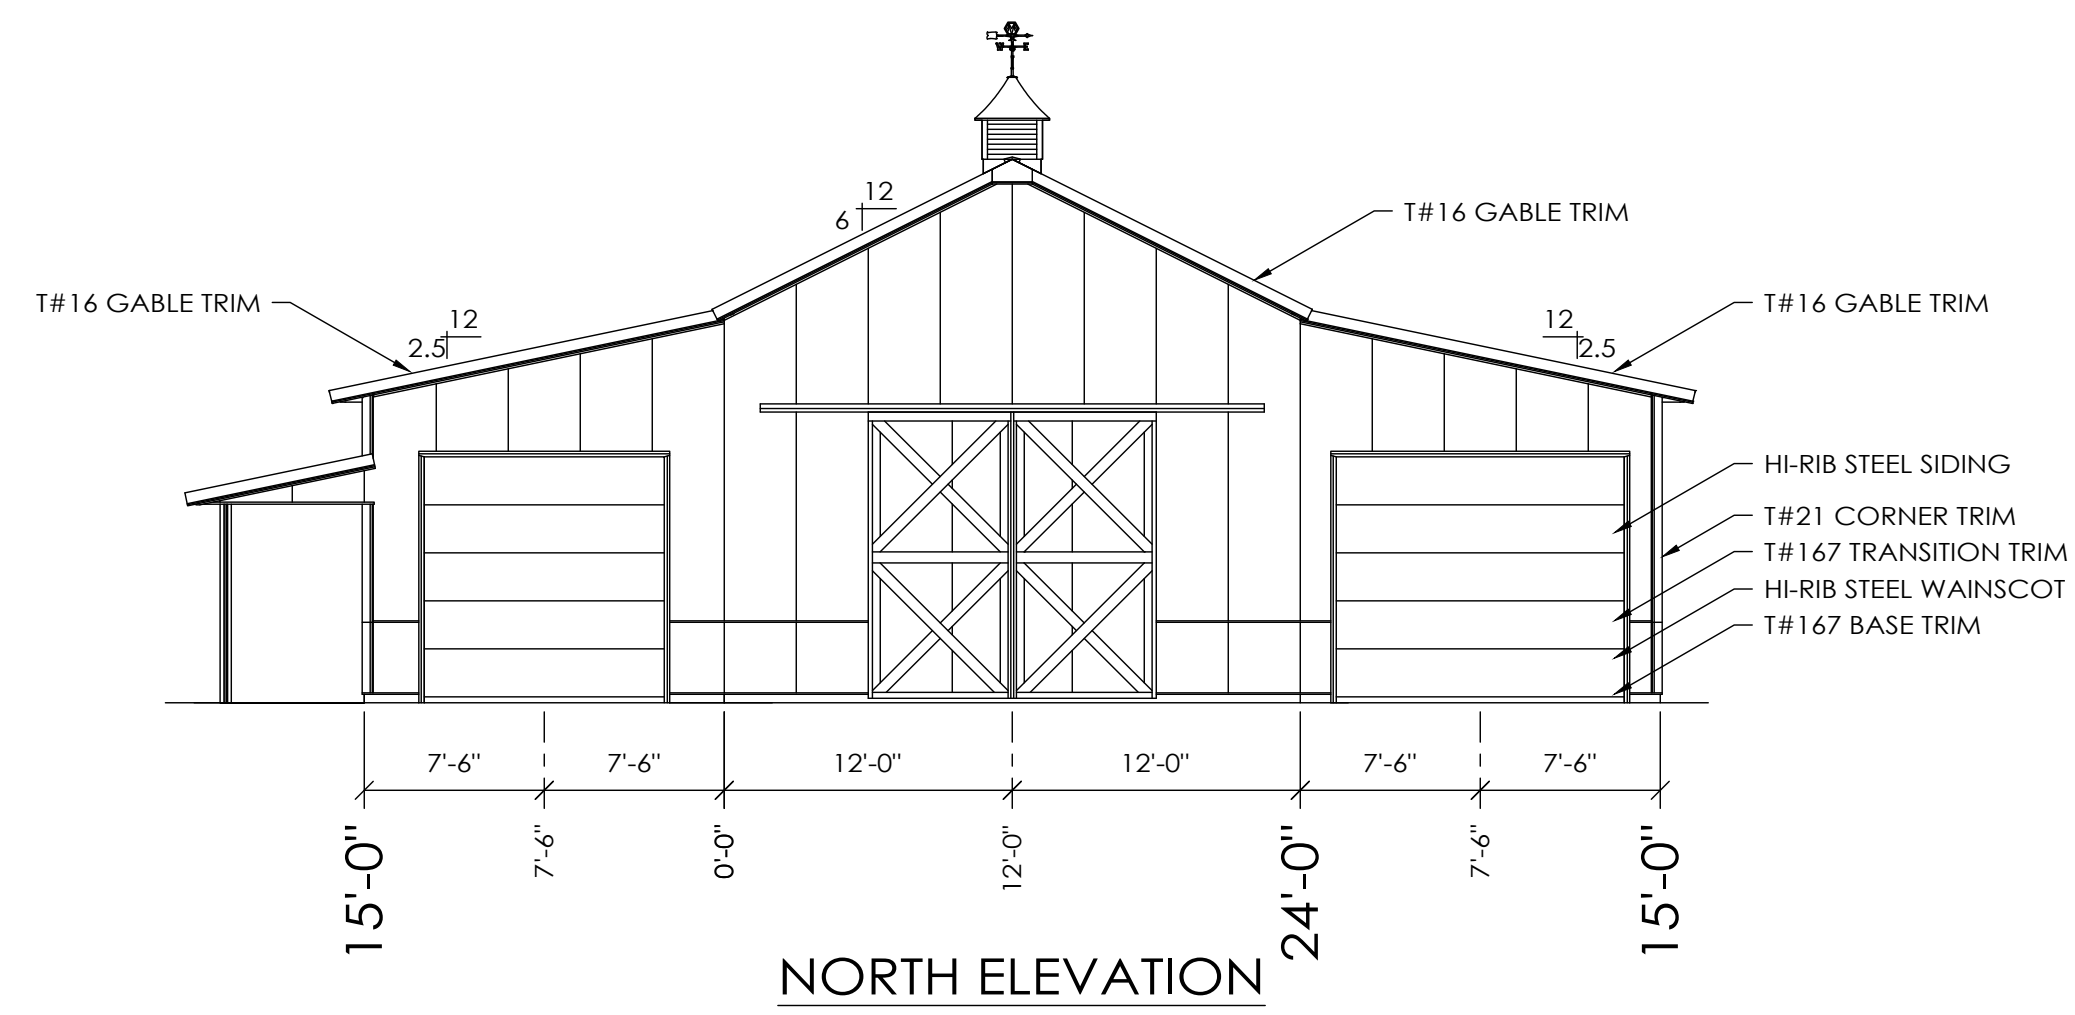 12
6
T#16 GABLE TRIM
T#16 GABLE TRIM
12
2.5
12
2.5
T#16 GABLE TRIM
HI-RIB STEEL SIDING
T#21 CORNER TRIM
T#167 TRANSITION TRIM
HI-RIB STEEL WAINSCOT
T#167 BASE TRIM
7'-6" 7'-6" 12'-0" 12'-0" 7'-6" 7'-6"
15'-0" 7'-6" 0'-0" 12'-0" 24'-0" 7'-6" 15'-0"
NORTH ELEVATION